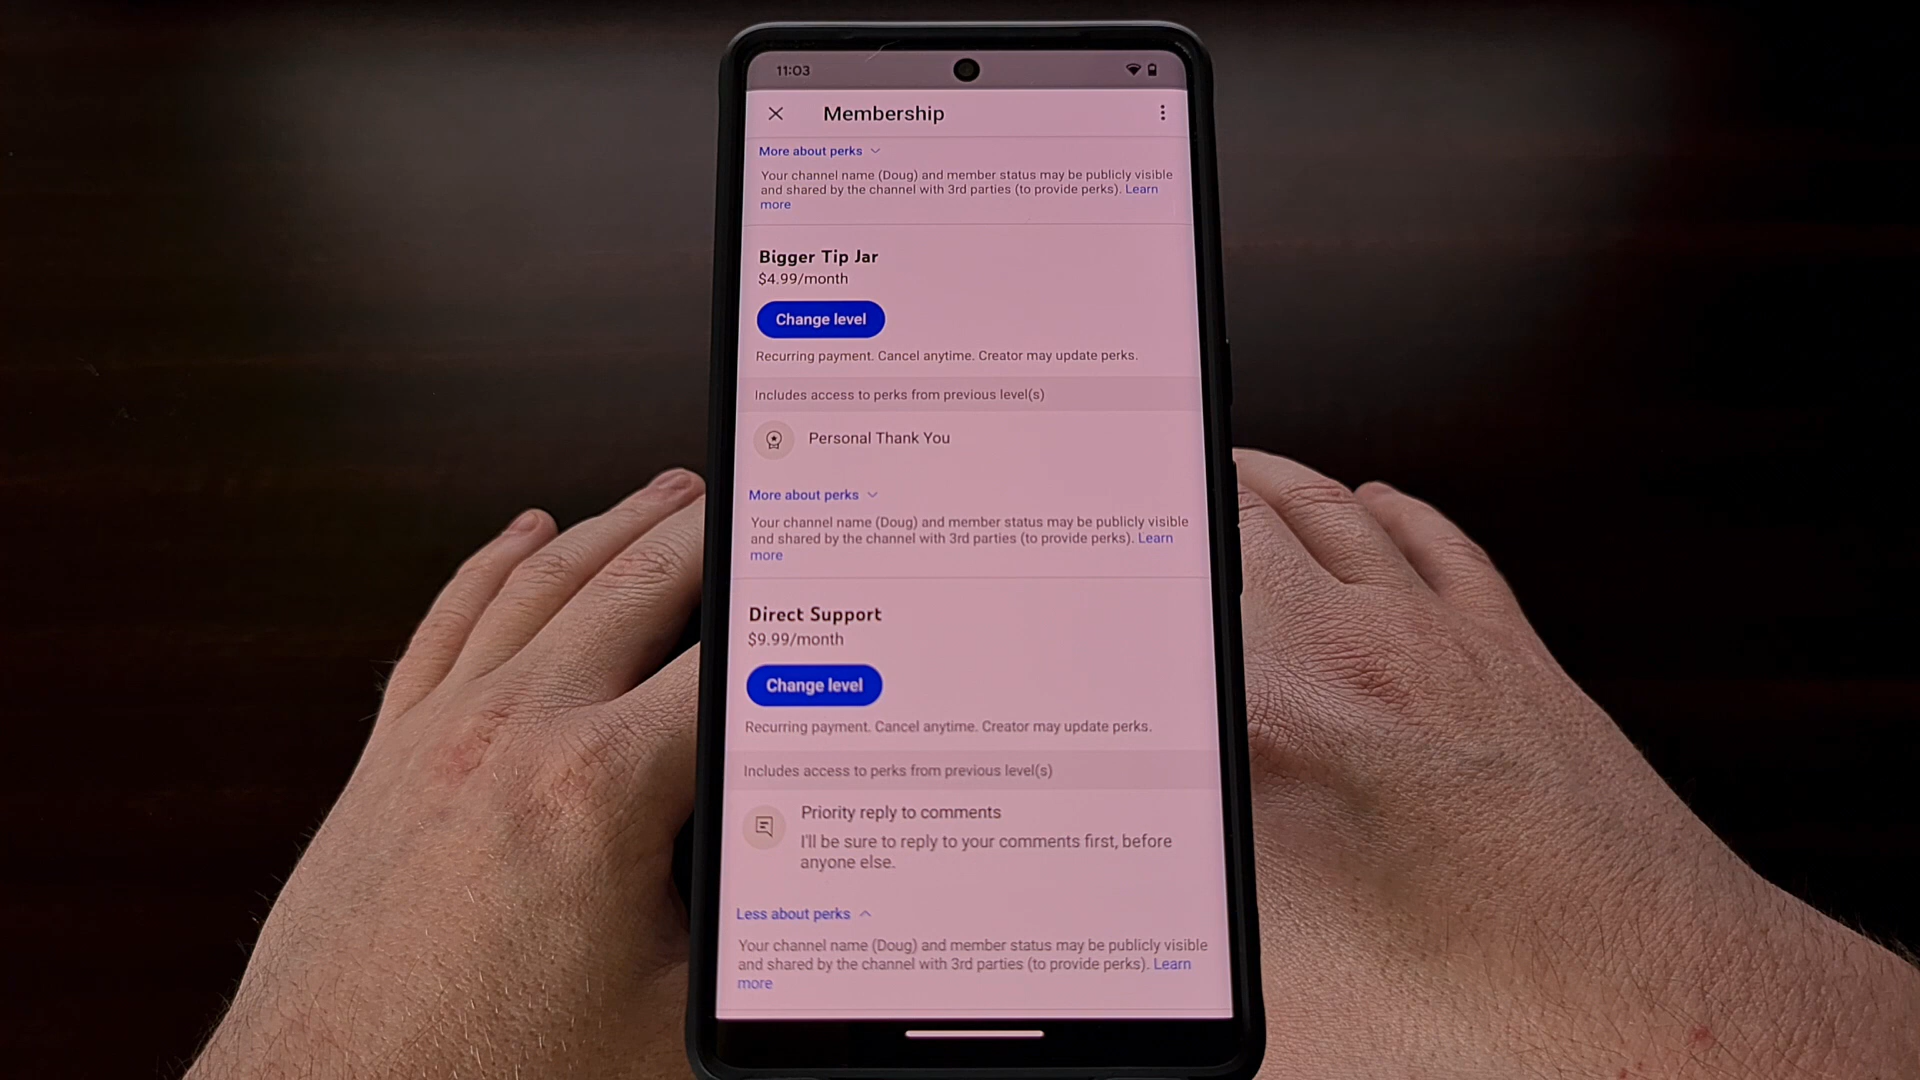 11:03
Membership
More about perks
Your channel name (Doug) and member status may be publicly visible
and shared by the channel with 3rd parties (to provide perks). Learn
more
Bigger Tip Jar
$4.99/month
Change level
Recurring payment. Cancel anytime. Creator may update perks.
Includes access to perks from previous level(s)
Personal Thank You
More about perks
Your channel name (Doug) and member status may be publicly visible
and shared by the channel with 3rd parties (to provide perks). Learn
more
Direct Support
$9.99/month
Change level
Recurring payment. Cancel anytime. Creator may update perks.
Includes access to perks from previous level(s)
Priority reply to comments
I'll be sure to reply to your comments first, before
anyone else.
Less about perks
Your channel name (Doug) and member status may be publicly visible
and shared by the channel with 3rd parties (to provide perks). Learn
more